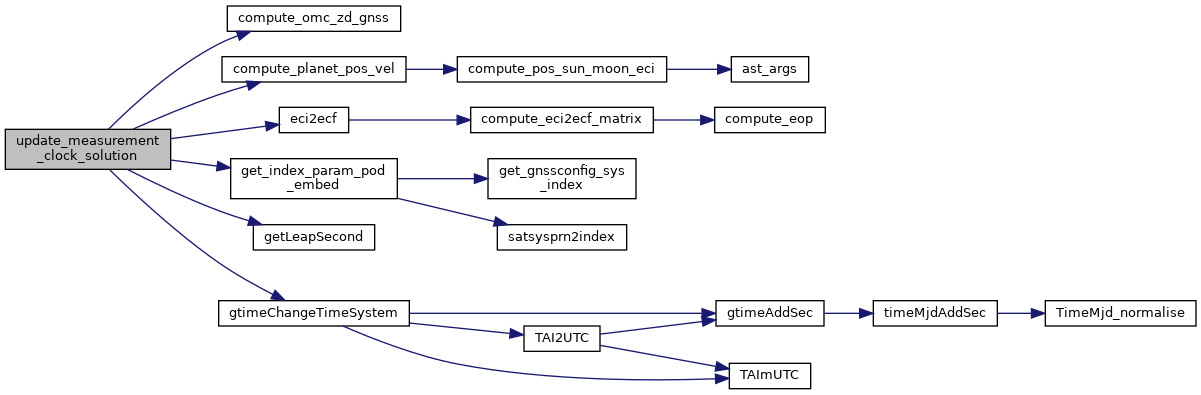 compute_omc_zd_gnss
compute_planet_pos_vel
compute_pos_sun_moon_eci
ast_args
eci2ecf
compute_eci2ecf_matrix
compute_eop
update_measurement
_clock_solution
get_index_param_pod
_embed
get_gnssconfig_sys
_index
getLeapSecond
satsysprn2index
gtimeChangeTimeSystem
gtimeAddSec
timeMjdAddSec
TimeMjd_normalise
TAI2UTC
TAImUTC